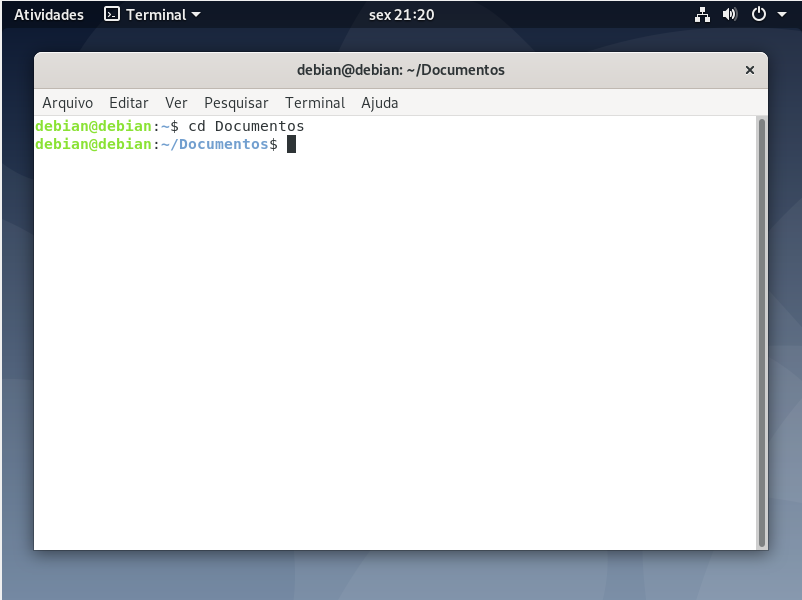 Atividades Terminal sex 21:20
debian@debian: ~/Documentos ×
Arquivo Editar Ver Pesquisar Terminal Ajuda
debian@debian:~$ cd Documentos
debian@debian:~/Documentos$